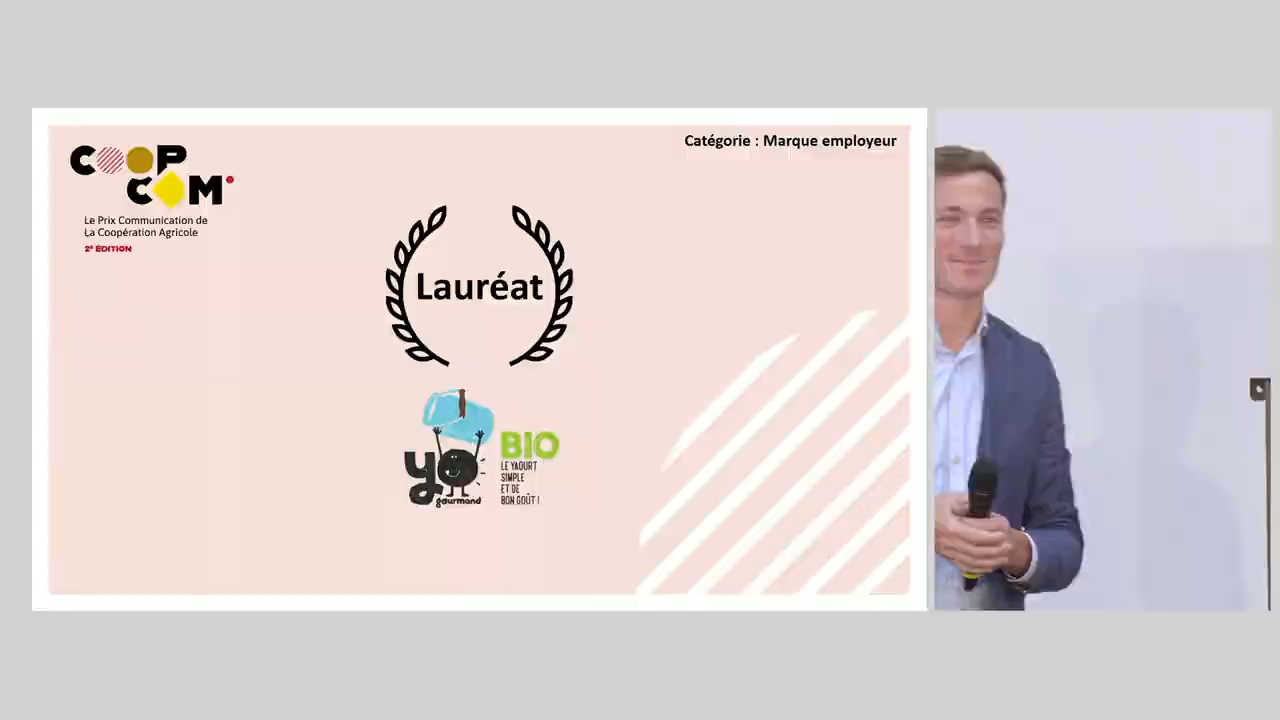 Catégorie : Marque employeur
COOP
COM
Le Prix Communication de
La Coopération Agricole
2e ÉDITION
Lauréat
yo
gourmand
BIO
LE YAOURT
SIMPLE
ET DE
BON GOÛT !